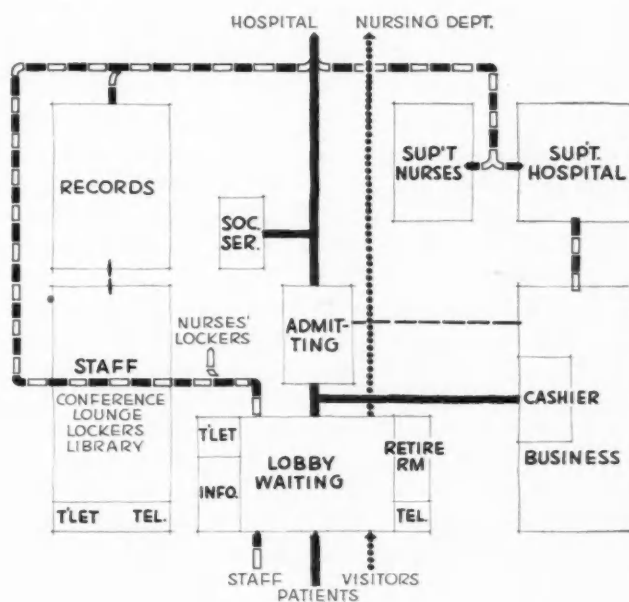 HOSPITAL
NURSING DEPT.
RECORDS
SUP'T
NURSES
SUP'T.
HOSPITAL
SOC.
SER.
NURSES'
LOCKERS
ADMIT-
TING
STAFF
CONFERENCE
LOUNGE
LOCKERS
LIBRARY
T'LET
TEL.
T'LET
INFO.
LOBBY
WAITING
RETIRE
RM
TEL.
CASHIER
BUSINESS
STAFF
PATIENTS
VISITORS